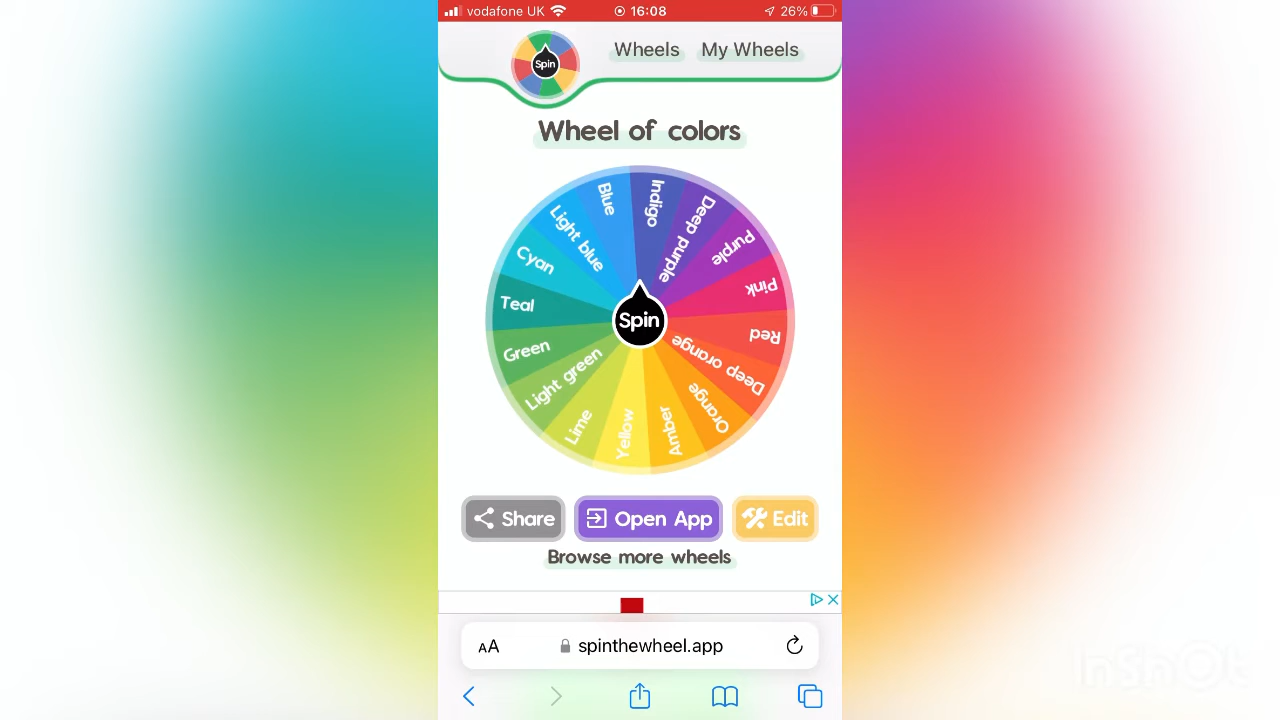 vodafone UK 16:08 26%
Spin Wheels My Wheels
Wheel of colors
Indigo
Deep purple
Purple
Pink
Red
Deep orange
Orange
Amber
Yellow
Lime
Light green
Green
Teal
Cyan
Light blue
Blue
Spin
Share Open App Edit
Browse more wheels
AA spinthewheel.app
InShOt